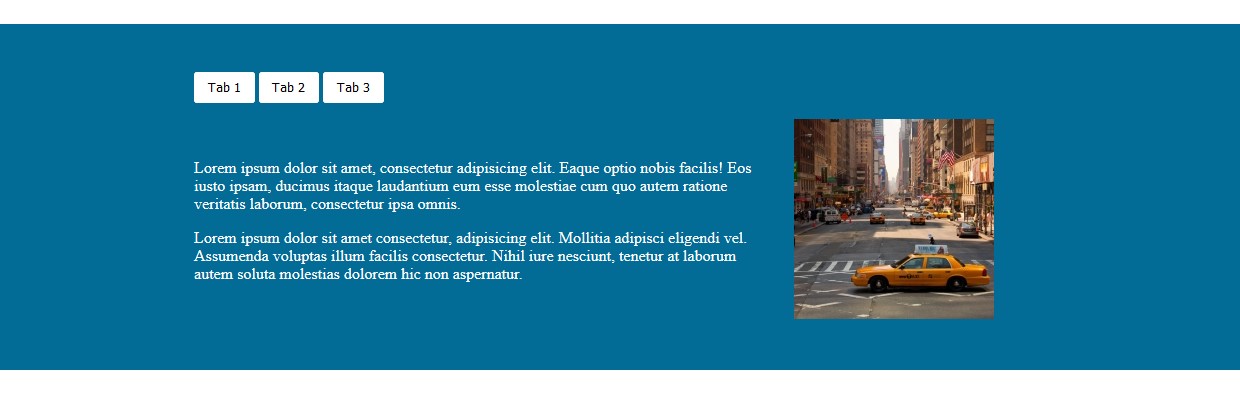 Tab 1 Tab 2 Tab 3
Lorem ipsum dolor sit amet, consectetur adipisicing elit. Eaque optio nobis facilis! Eos
iusto ipsam, ducimus itaque laudantium eum esse molestiae cum quo autem ratione
veritatis laborum, consectetur ipsa omnis.
Lorem ipsum dolor sit amet consectetur, adipisicing elit. Mollitia adipisci eligendi vel.
Assumenda voluptas illum facilis consectetur. Nihil iure nesciunt, tenetur at laborum
autem soluta molestias dolorem hic non aspernatur.